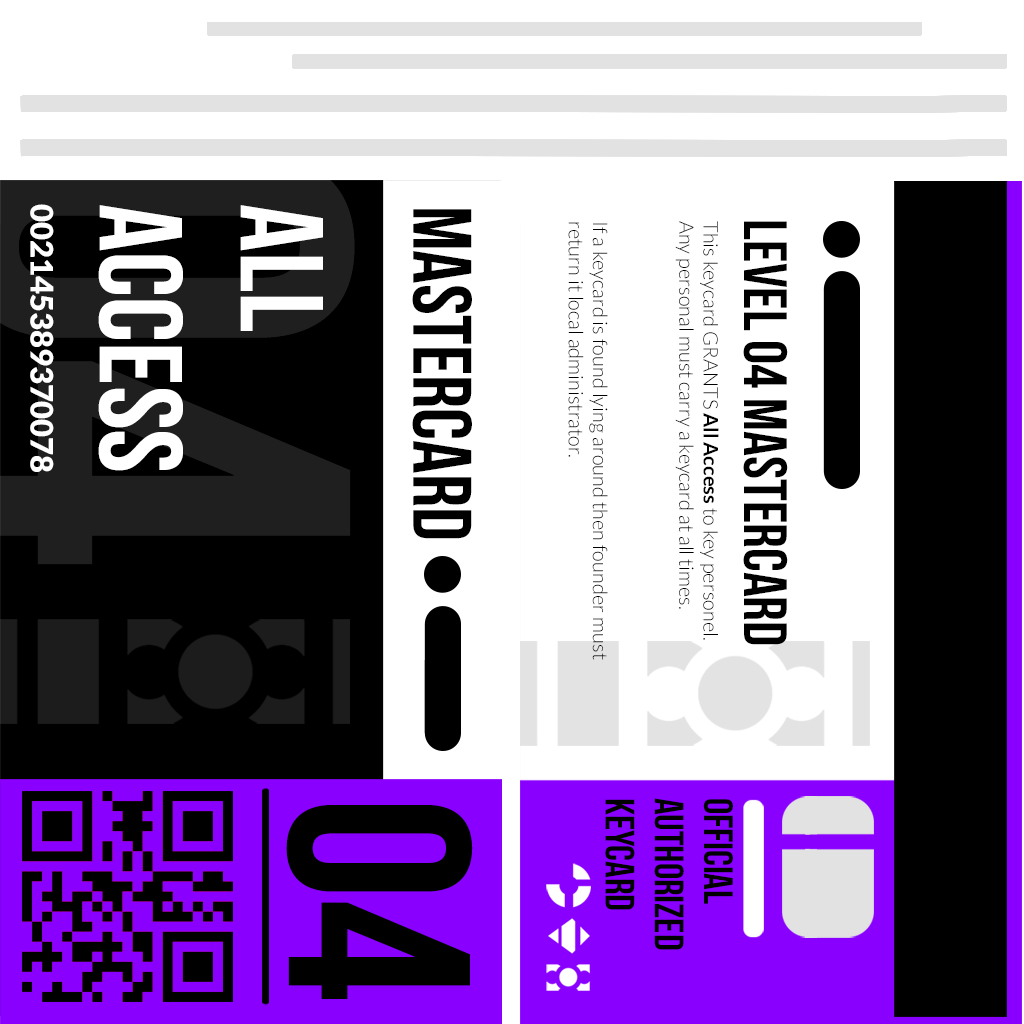 MASTERCARD
ALL
ACCESS
002145389370078
04
LEVEL 04 MASTERCARD
This keycard GRANTS All Access to key personel.
Any personal must carry a keycard at all times.
If a keycard is found lying around then founder must
return it local administrator.
OFFICIAL
AUTHORIZED
KEYCARD
04